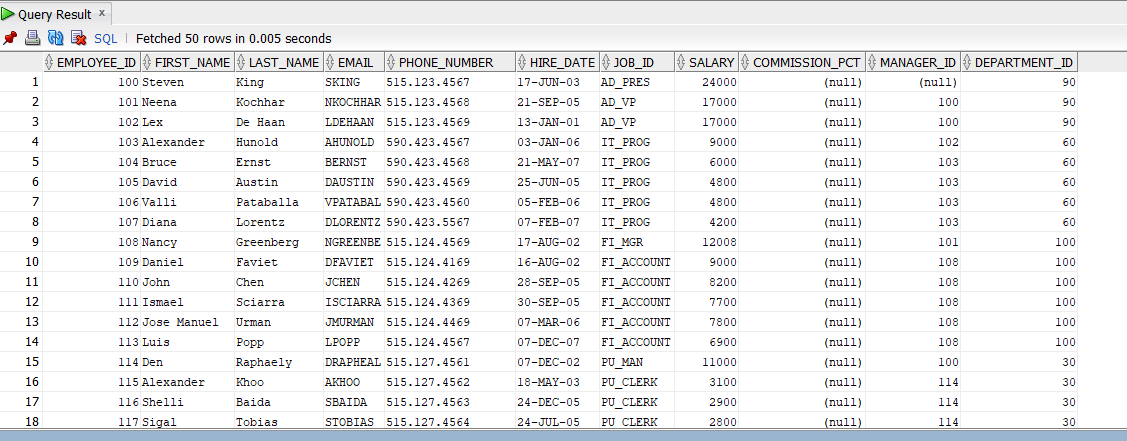 Query Result x
SQL | Fetched 50 rows in 0.005 seconds
EMPLOYEE_ID FIRST_NAME LAST_NAME EMAIL PHONE_NUMBER HIRE_DATE JOB_ID SALARY COMMISSION_PCT MANAGER_ID DEPARTMENT_ID
1 100 Steven King SKING 515.123.4567 17-JUN-03 AD_PRES 24000 (null) (null) 90
2 101 Neena Kochhar NKOCHHAR 515.123.4568 21-SEP-05 AD_VP 17000 (null) 100 90
3 102 Lex De Haan LDEHAAN 515.123.4569 13-JAN-01 AD_VP 17000 (null) 100 90
4 103 Alexander Hunold AHUNOLD 590.423.4567 03-JAN-06 IT_PROG 9000 (null) 102 60
5 104 Bruce Ernst BERNST 590.423.4568 21-MAY-07 IT_PROG 6000 (null) 103 60
6 105 David Austin DAUSTIN 590.423.4569 25-JUN-05 IT_PROG 4800 (null) 103 60
7 106 Valli Pataballa VPATABAL 590.423.4560 05-FEB-06 IT_PROG 4800 (null) 103 60
8 107 Diana Lorentz DLORENTZ 590.423.5567 07-FEB-07 IT_PROG 4200 (null) 103 60
9 108 Nancy Greenberg NGREENBE 515.124.4569 17-AUG-02 FI_MGR 12008 (null) 101 100
10 109 Daniel Faviet DFAVIET 515.124.4169 16-AUG-02 FI_ACCOUNT 9000 (null) 108 100
11 110 John Chen JCHEN 515.124.4269 28-SEP-05 FI_ACCOUNT 8200 (null) 108 100
12 111 Ismael Sciarra ISCIARRA 515.124.4369 30-SEP-05 FI_ACCOUNT 7700 (null) 108 100
13 112 Jose Manuel Urman JMURMAN 515.124.4469 07-MAR-06 FI_ACCOUNT 7800 (null) 108 100
14 113 Luis Popp LPOPP 515.124.4567 07-DEC-07 FI_ACCOUNT 6900 (null) 108 100
15 114 Den Raphaely DRAPHEAL 515.127.4561 07-DEC-02 PU_MAN 11000 (null) 100 30
16 115 Alexander Khoo AKHOO 515.127.4562 18-MAY-03 PU_CLERK 3100 (null) 114 30
17 116 Shelli Baida SBAIDA 515.127.4563 24-DEC-05 PU_CLERK 2900 (null) 114 30
18 117 Sigal Tobias STOBIAS 515.127.4564 24-JUL-05 PU_CLERK 2800 (null) 114 30